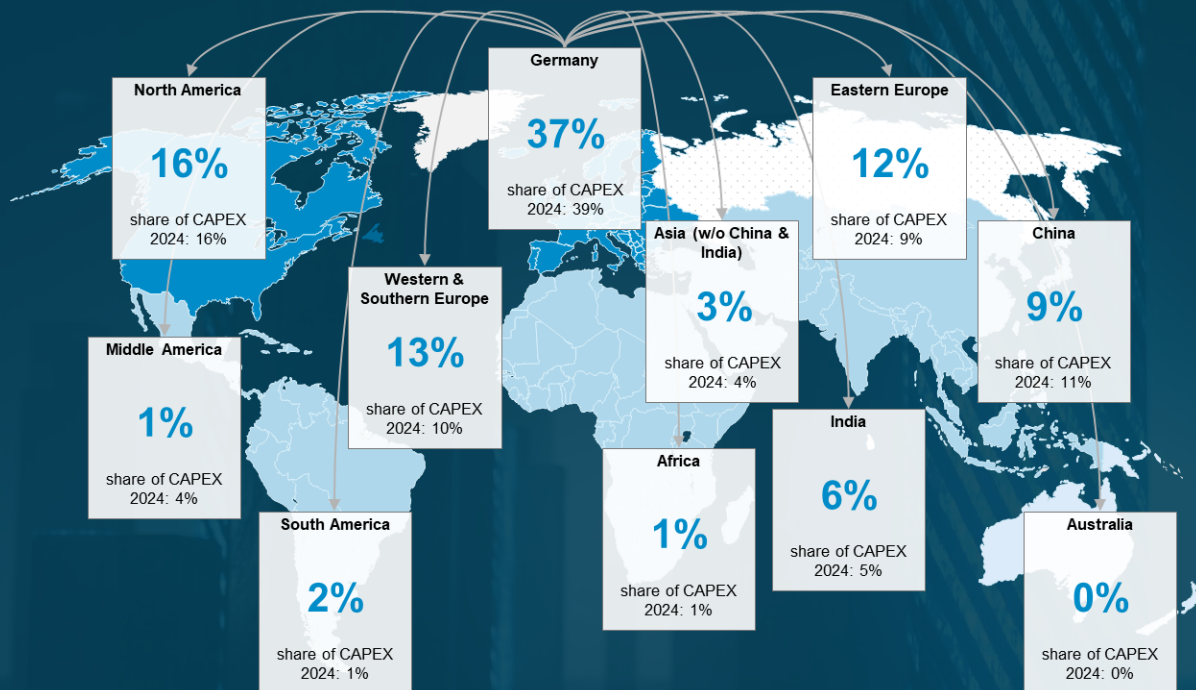 Germany
37%
share of CAPEX
2024: 39%
North America
16%
share of CAPEX
2024: 16%
Eastern Europe
12%
share of CAPEX
2024: 9%
Western &
Southern Europe
13%
share of CAPEX
2024: 10%
Asia (w/o China &
India)
3%
share of CAPEX
2024: 4%
China
9%
share of CAPEX
2024: 11%
Middle America
1%
share of CAPEX
2024: 4%
India
6%
share of CAPEX
2024: 5%
Africa
1%
share of CAPEX
2024: 1%
South America
2%
share of CAPEX
2024: 1%
Australia
0%
share of CAPEX
2024: 0%